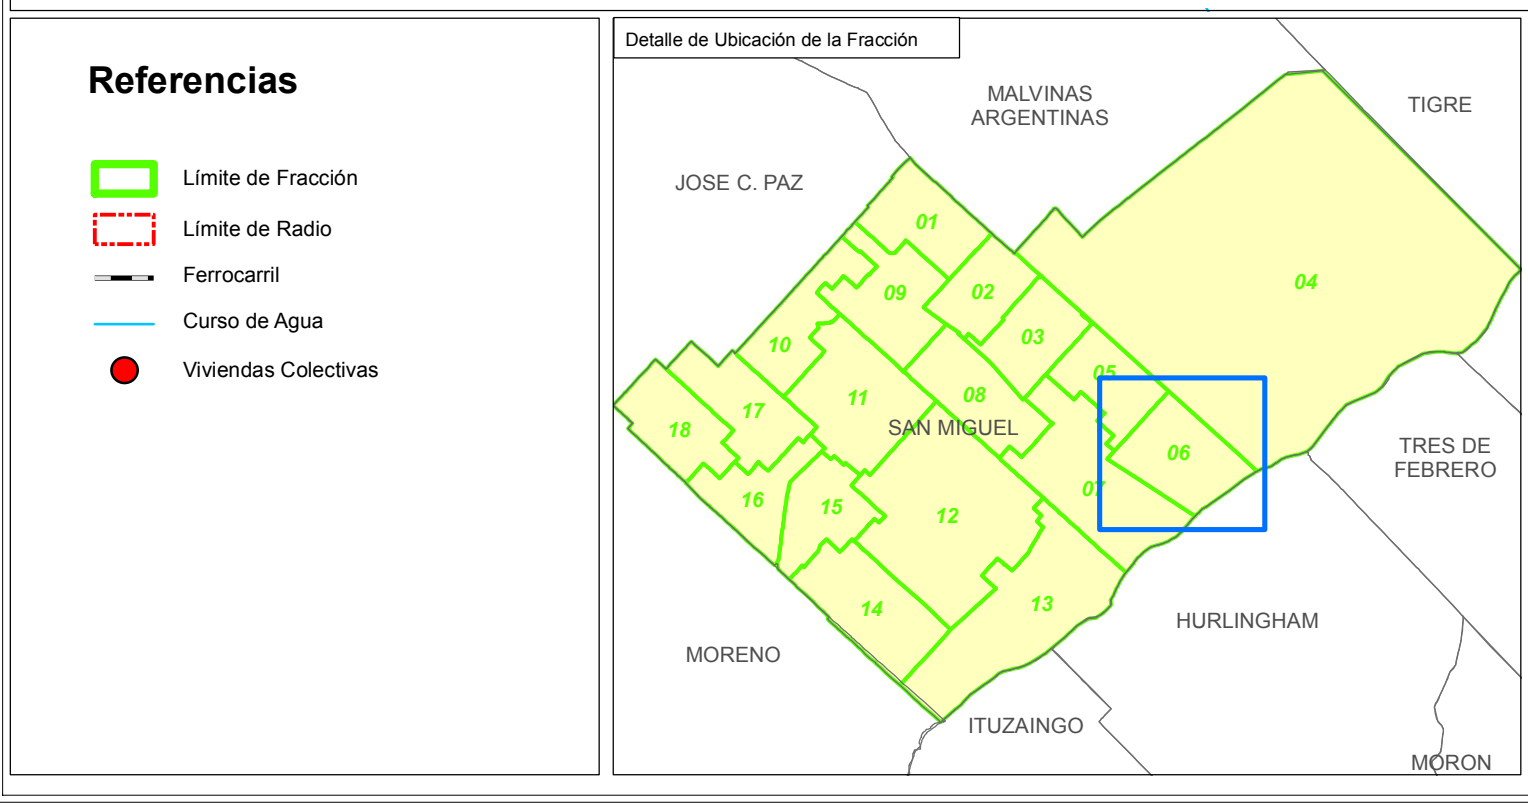 Referencias
Límite de Fracción
Límite de Radio
Ferrocarril
Curso de Agua
Viviendas Colectivas
Detalle de Ubicación de la Fracción
MALVINAS
ARGENTINAS
TIGRE
JOSE C. PAZ
01
04
09
02
03
10
05
11
08
17
SAN MIGUEL
18
06
TRES DE
FEBRERO
07
16
15
12
14
13
HURLINGHAM
MORENO
ITUZAINGO
MORON